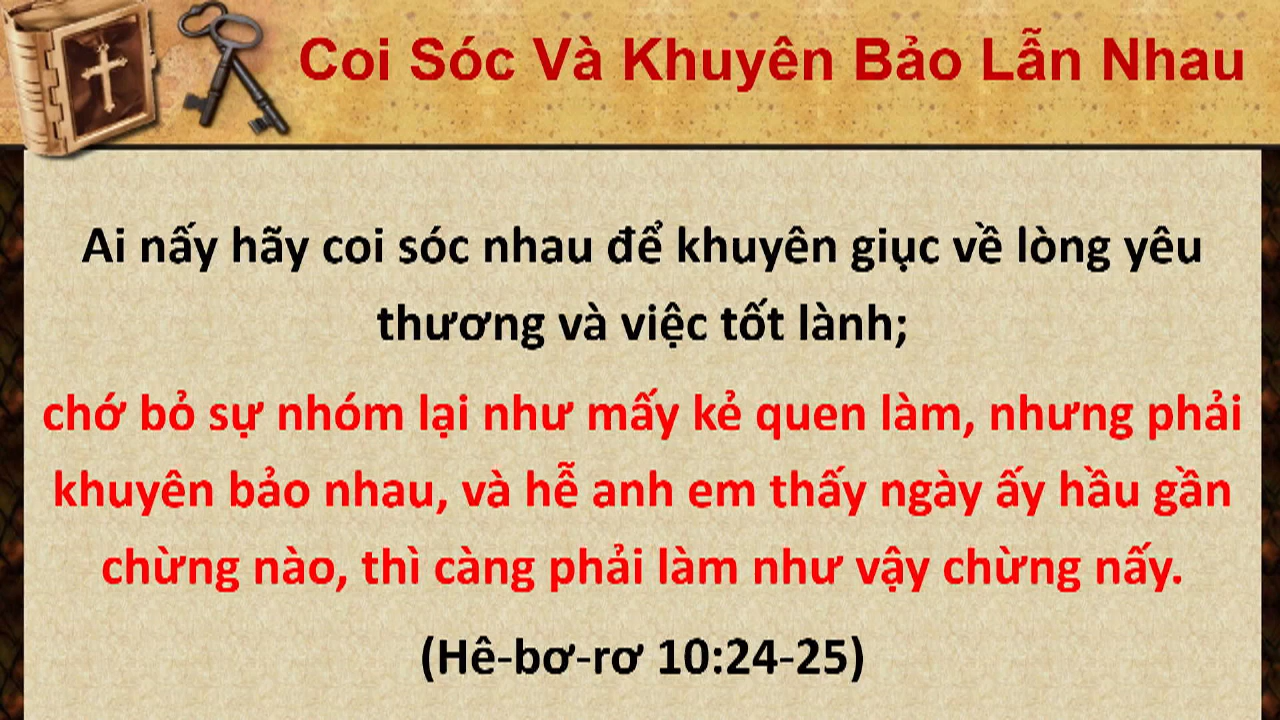 Coi Sóc Và Khuyên Bảo Lẫn Nhau
Ai nấy hãy coi sóc nhau để khuyên giục về lòng yêu
thương và việc tốt lành;
chớ bỏ sự nhóm lại như mấy kẻ quen làm, nhưng phải
khuyên bảo nhau, và hễ anh em thấy ngày ấy hầu gần
chừng nào, thì càng phải làm như vậy chừng nấy.
(Hê-bơ-rơ 10:24-25)